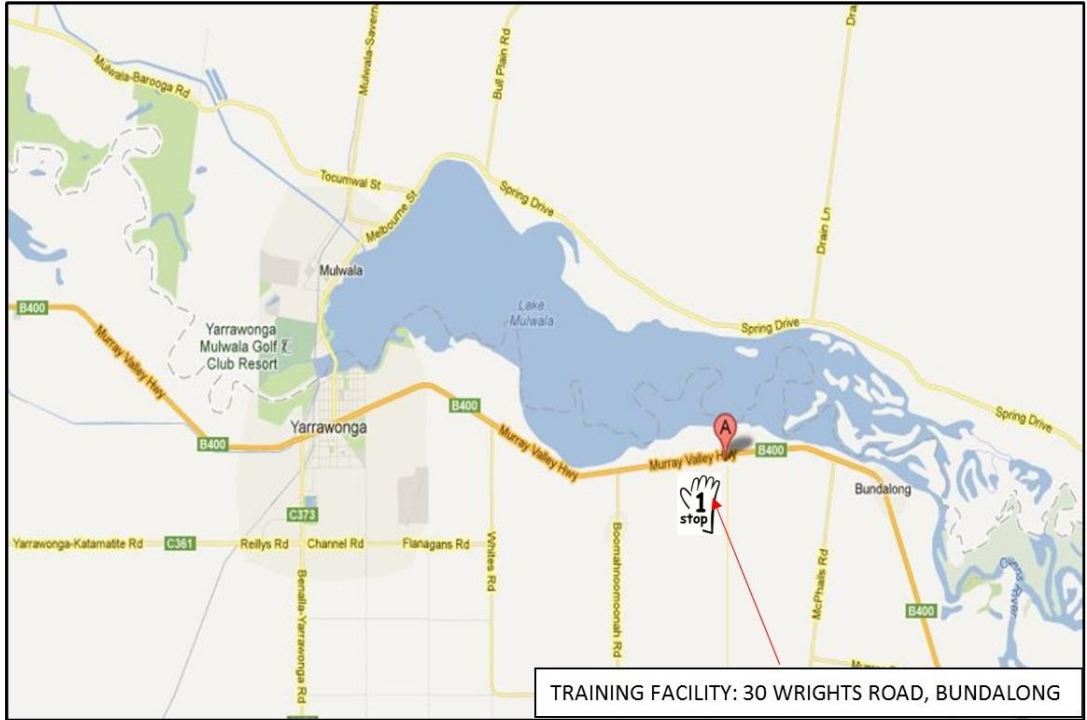 Mulwala-Barooga Rd
Mulwala-Savern
Bull Plain Rd
Tocumwal St
Melbourne St
Spring Drive
Drain Ln
Mulwala
Lake
Mulwala
Spring Drive
Spring Drive
B400
Murray Valley Hwy
Yarrawonga
Mulwala Golf
Club Resort
B400
Yarrawonga
B400
Murray Valley Hwy
A
Murray Valley Hwy
B400
Bundalong
1
stop
C373
Yarrawonga-Katamatite Rd
C361
Reillys Rd
Channel Rd
Flanagans Rd
Whites Rd
Boomahnoomoonah Rd
McPhails Rd
Ovens River
B400
Benalla-Yarrawonga Rd
TRAINING FACILITY: 30 WRIGHTS ROAD, BUNDALONG